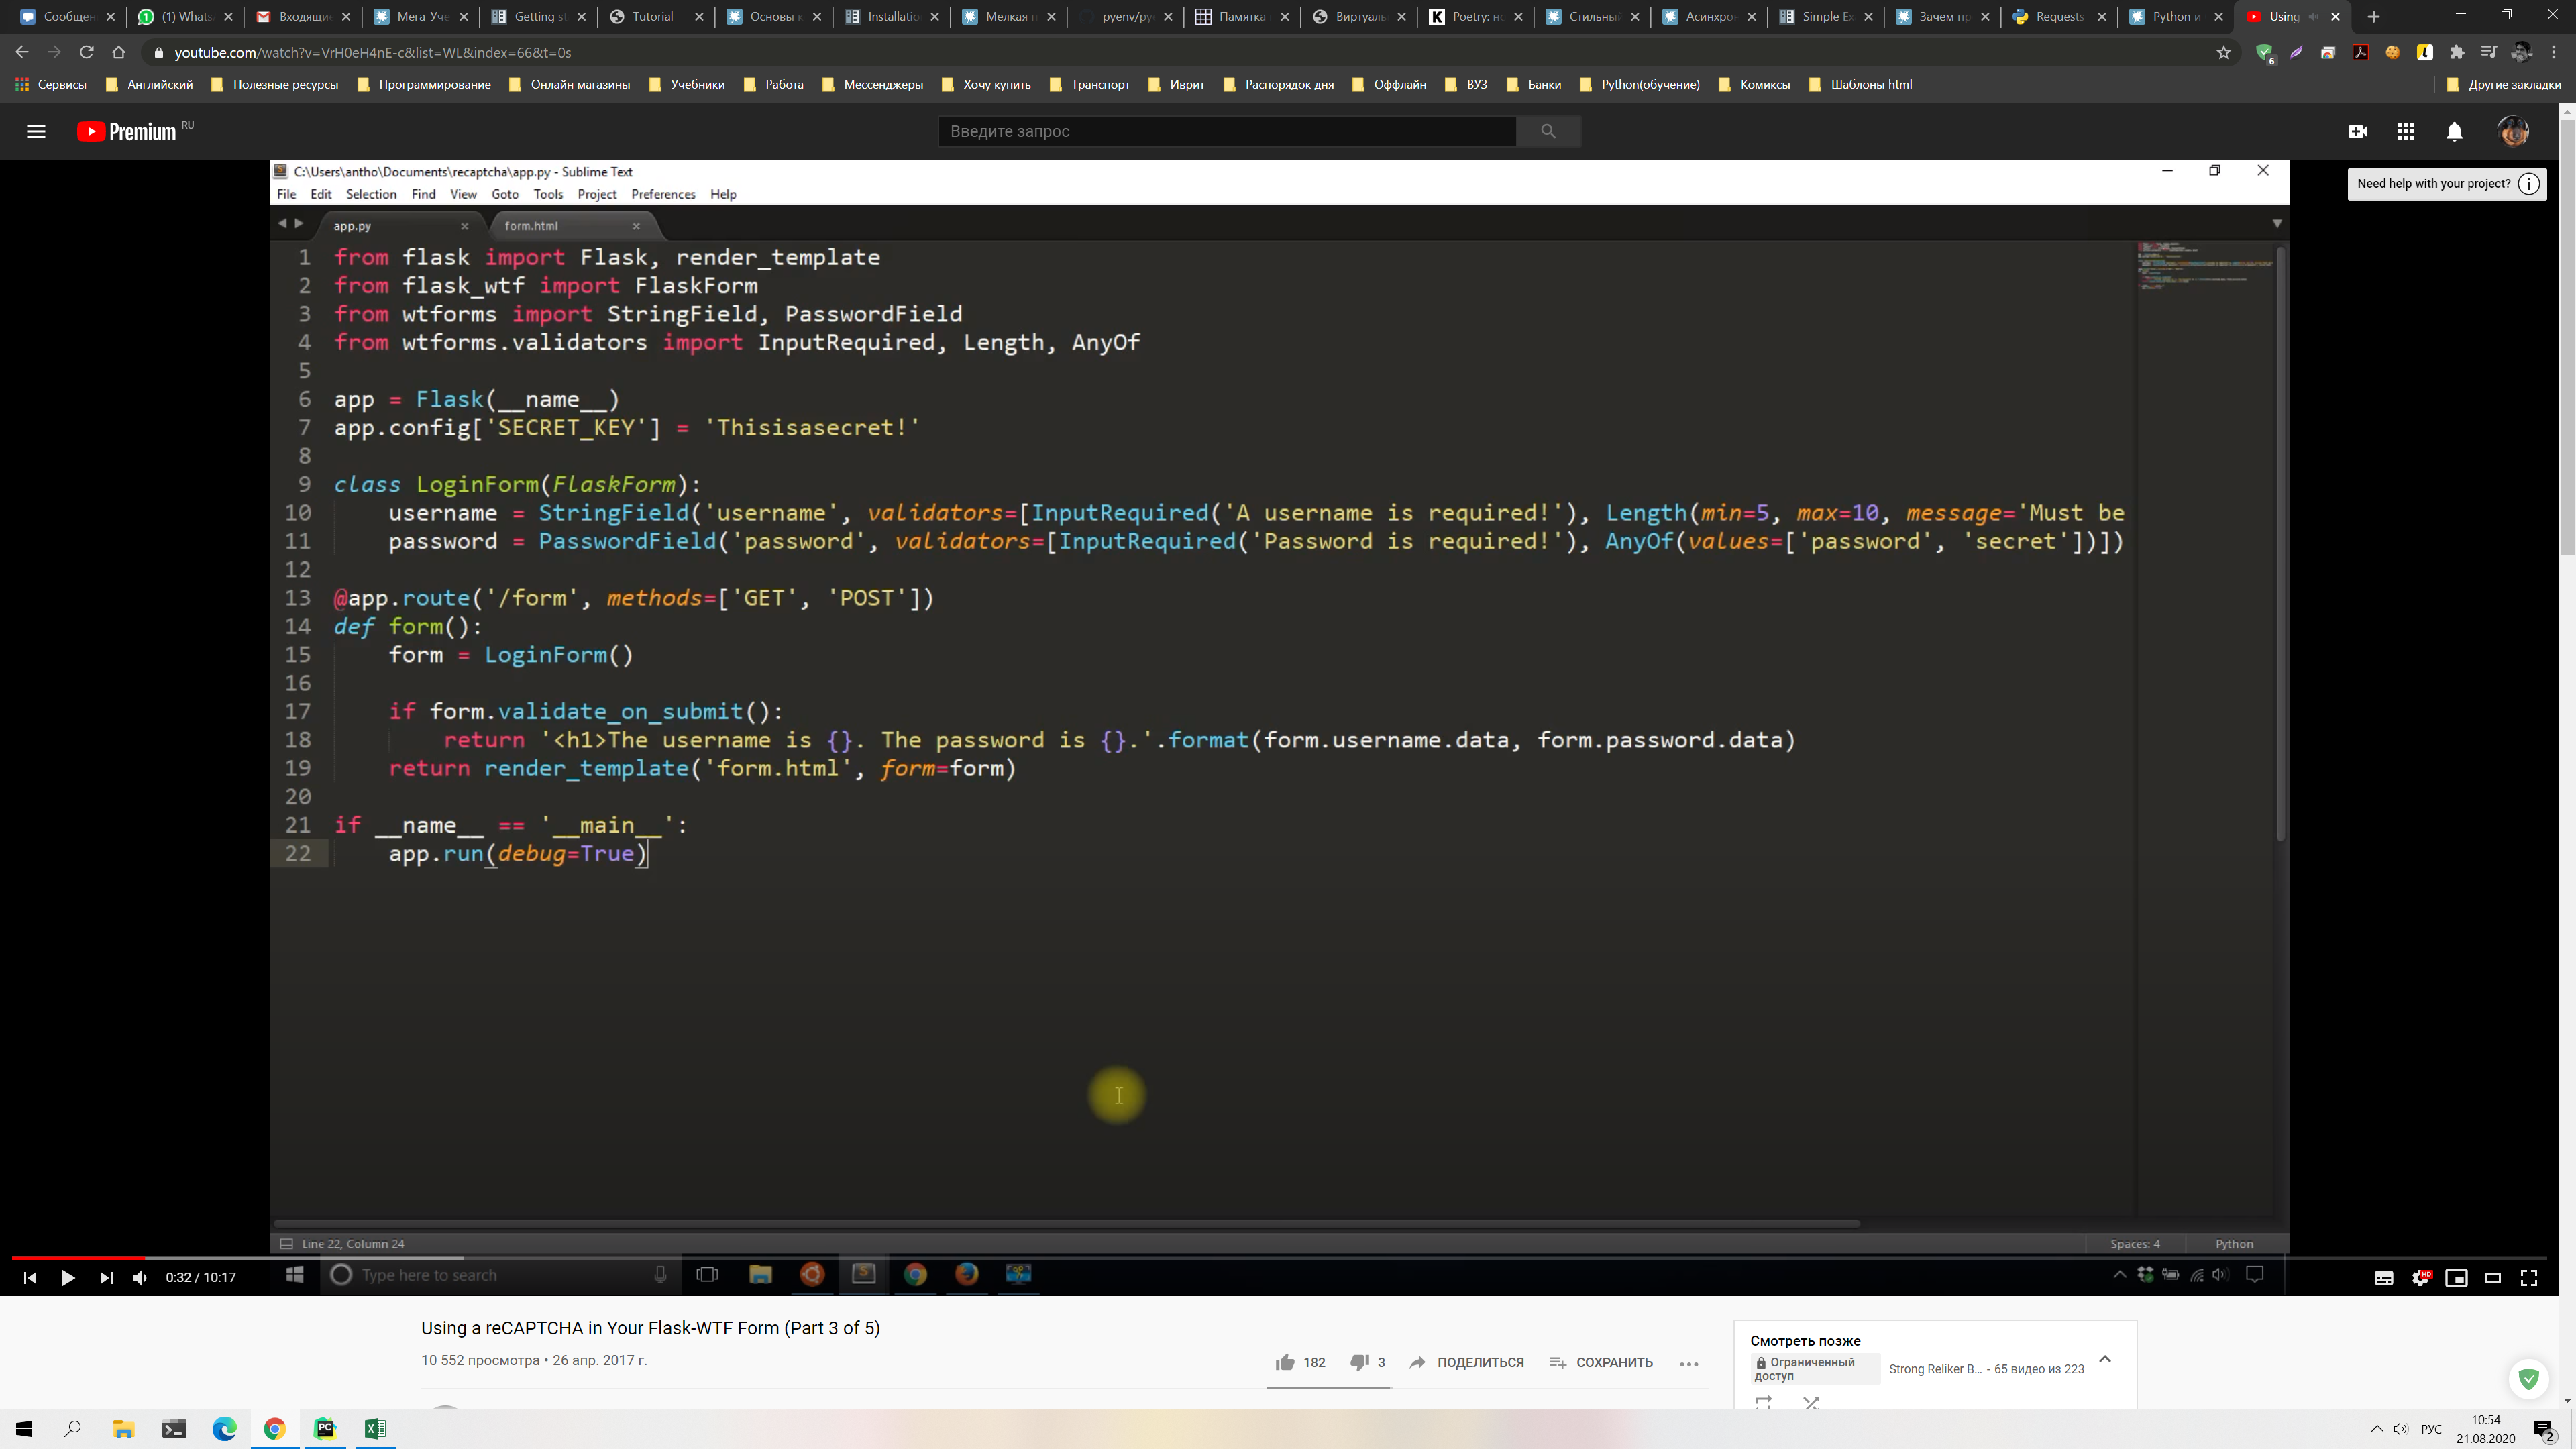 Сообщен (1) Whats Входящие Мега-Уче Getting st Tutorial — Основы к Installatio Мелкая п pyenv/py Памятка Виртуаль Poetry: но Стильный Асинхрон Simple Ex Зачем пр Requests Python и Using
youtube.com/watch?v=VrH0eH4nE-c&list=WL&index=66&t=0s
Сервисы Английский Полезные ресурсы Программирование Онлайн магазины Учебники Работа Мессенджеры Хочу купить Транспорт Иврит Распорядок дня Оффлайн ВУЗ Банки Python(обучение) Комиксы Шаблоны html Другие закладки
Premium RU Введите запрос
C:\Users\antho\Documents\recaptcha\app.py - Sublime Text
Need help with your project?
File Edit Selection Find View Goto Tools Project Preferences Help
app.py form.html
1 from flask import Flask, render_template
2 from flask_wtf import FlaskForm
3 from wtforms import StringField, PasswordField
4 from wtforms.validators import InputRequired, Length, AnyOf
5
6 app = Flask(__name__)
7 app.config['SECRET_KEY'] = 'Thisisasecret!'
8
9 class LoginForm(FlaskForm):
10 username = StringField('username', validators=[InputRequired('A username is required!'), Length(min=5, max=10, message='Must be
11 password = PasswordField('password', validators=[InputRequired('Password is required!'), AnyOf(values=['password', 'secret'])])
12
13 @app.route('/form', methods=['GET', 'POST'])
14 def form():
15 form = LoginForm()
16
17 if form.validate_on_submit():
18 return '<h1>The username is {}. The password is {}.'.format(form.username.data, form.password.data)
19 return render_template('form.html', form=form)
20
21 if __name__ == '__main__':
22 app.run(debug=True)
Line 22, Column 24 Spaces: 4 Python
0:32 / 10:17 Type here to search HD
Using a reCAPTCHA in Your Flask-WTF Form (Part 3 of 5)
10 552 просмотра • 26 апр. 2017 г.
182 3 ПОДЕЛИТЬСЯ СОХРАНИТЬ
Смотреть позже
Ограниченный доступ Strong Reliker B... - 65 видео из 223
РУС 10:54
21.08.2020 2